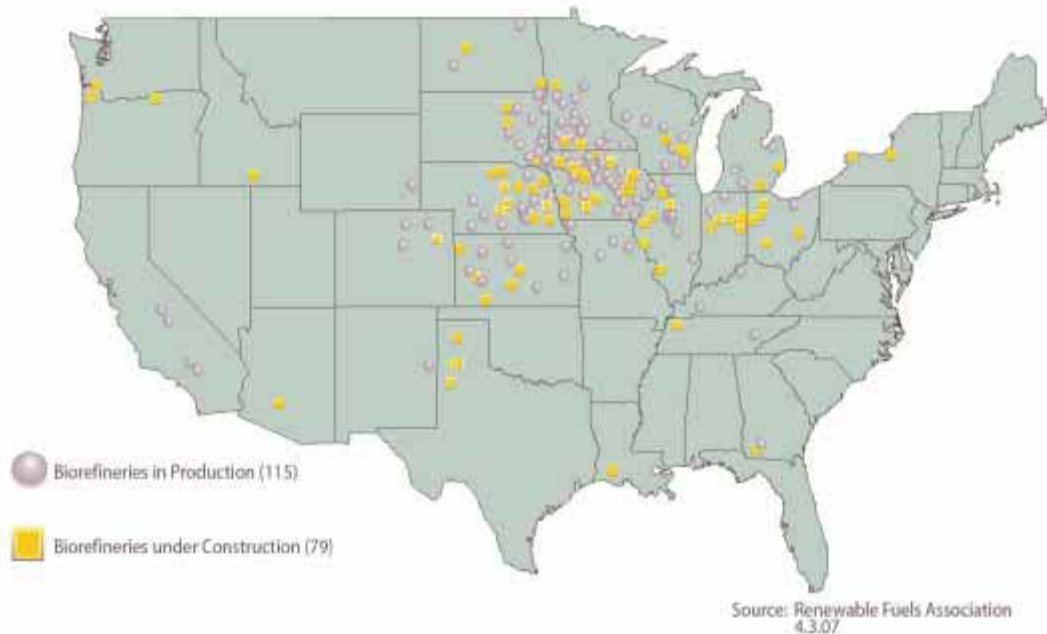 Biorefineries in Production (115)
Biorefineries under Construction (79)
Source: Renewable Fuels Association
4.3.07